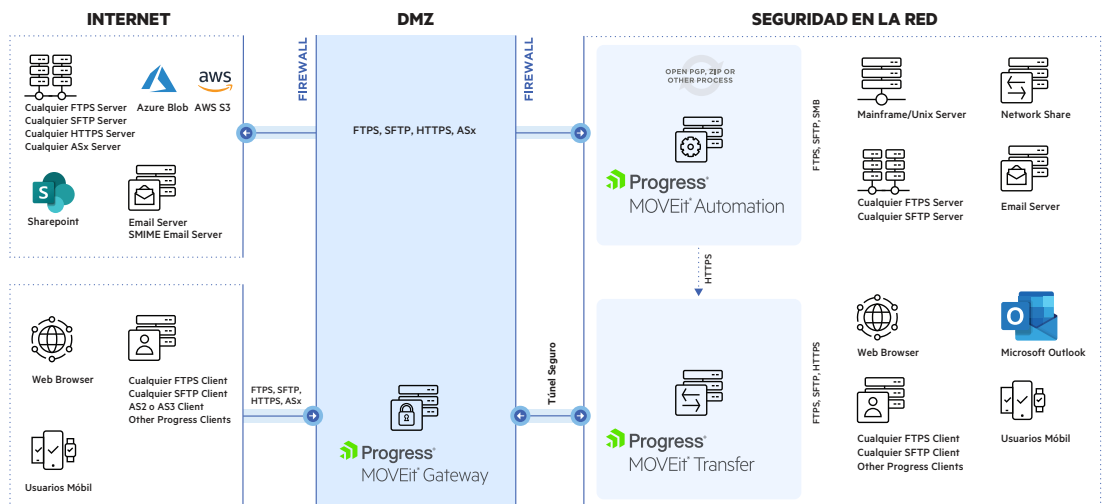 INTERNET
DMZ
SEGURIDAD EN LA RED
FIREWALL
FIREWALL
Cualquier FTPS Server
Cualquier SFTP Server
Cualquier HTTPS Server
Cualquier ASx Server
Azure Blob
aws
AWS S3
S
Sharepoint
Email Server
SMIME Email Server
FTPS, SFTP, HTTPS, ASx
OPEN PGP, ZIP OR
OTHER PROCESS
Progress®
MOVEit® Automation
FTPS, SFTP, SMB
Mainframe/Unix Server
Network Share
Cualquier FTPS Server
Cualquier SFTP Server
Email Server
HTTPS
Web Browser
Cualquier FTPS Client
Cualquier SFTP Client
AS2 o AS3 Client
Other Progress Clients
Usuarios Móbil
FTPS, SFTP,
HTTPS, ASx
Progress®
MOVEit® Gateway
Túnel Seguro
Progress®
MOVEit® Transfer
FTPS, SFTP, HTTPS
Web Browser
O
Microsoft Outlook
Cualquier FTPS Client
Cualquier SFTP Client
Other Progress Clients
Usuarios Móbil